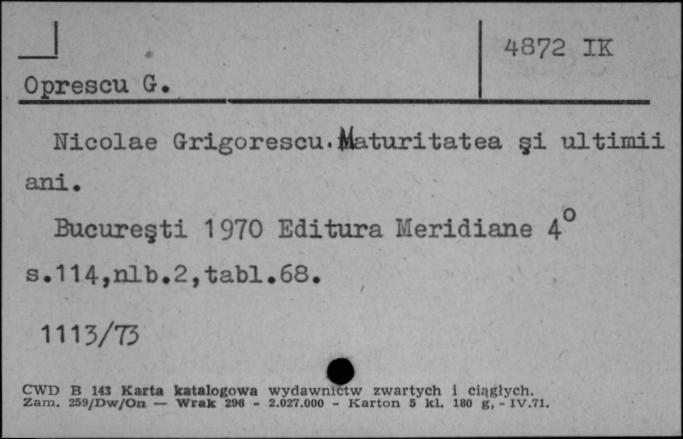 4872 IK
Oprescu G.
Nicolae Grigorescu.Maturitatea și ultimii
ani.
București 1970 Editura Meridiane 4°
s.114,nlb.2,tabl.68.
1113/73
CWD B 143 Karta katalogowa wydawnictw zwartych i ciągłych.
Zam. 259/Dw/On — Wrak 296 - 2.027.000 - Karton 5 kl. 180 g, - IV.71.